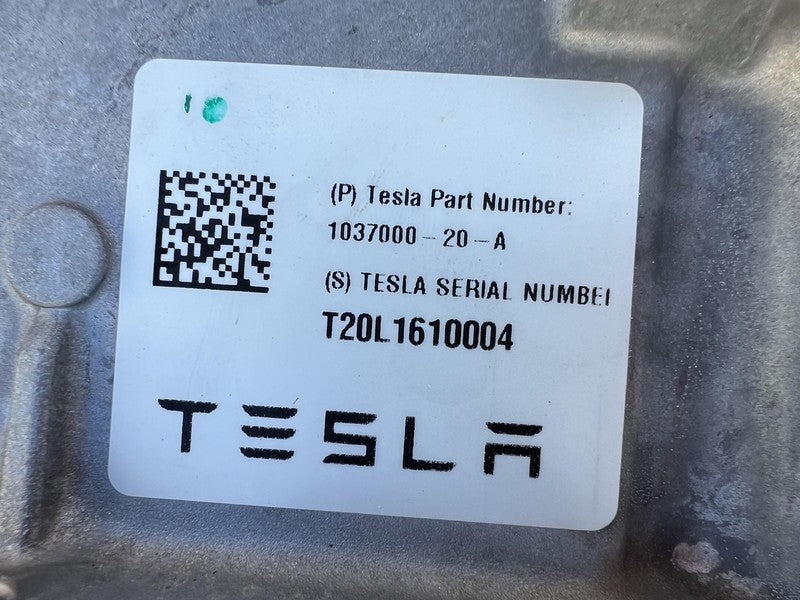 (P) Tesla Part Number:
1037000-20-A
(S) TESLA SERIAL NUMBEI
T20L1610004
TESLA